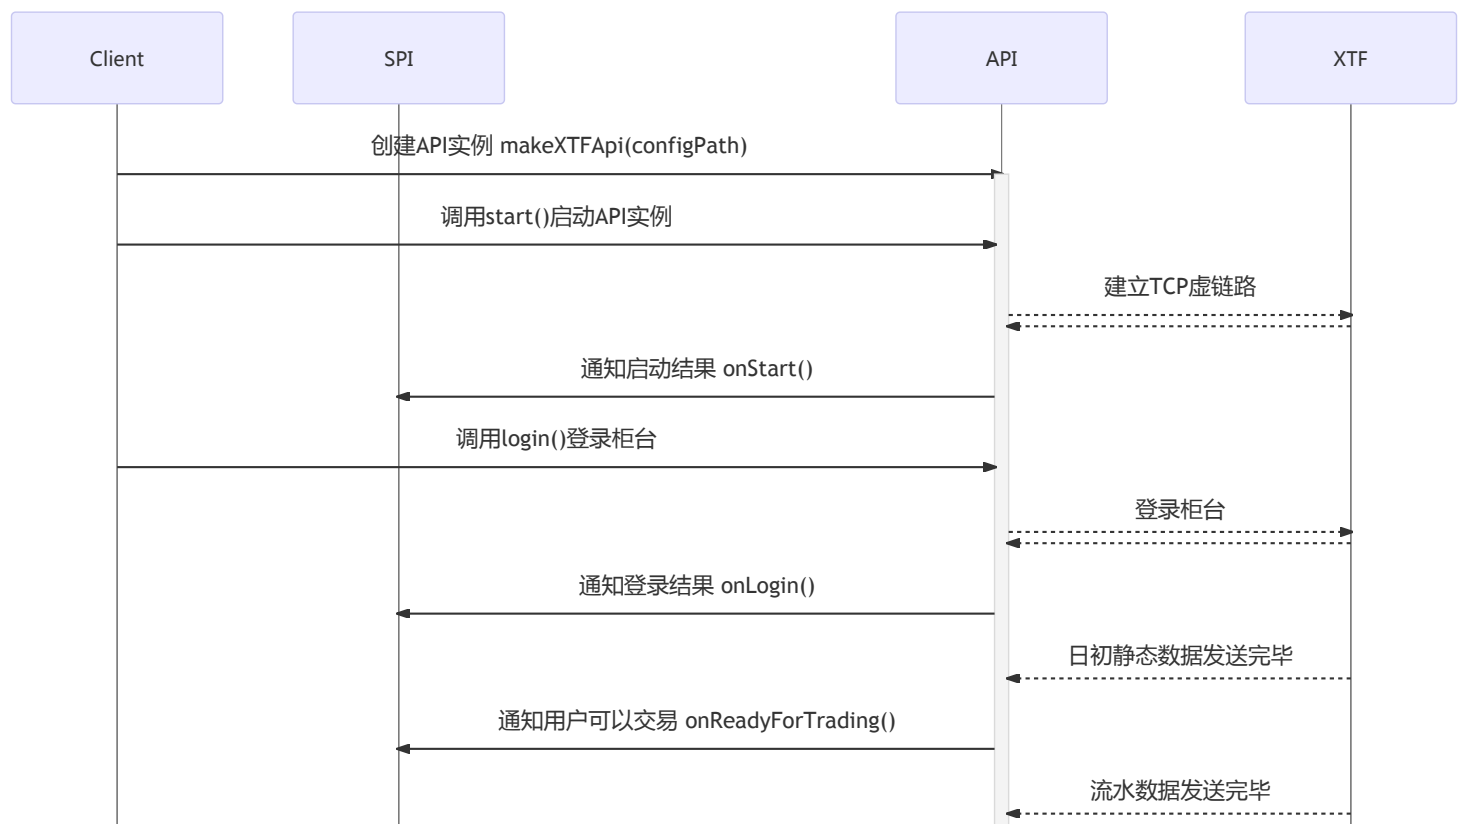 Client
SPI
API
XTF
创建API实例 makeXTFApi(configPath)
调用start()启动API实例
建立TCP虚链路
通知启动结果 onStart()
调用login()登录柜台
登录柜台
通知登录结果 onLogin()
日初静态数据发送完毕
通知用户可以交易 onReadyForTrading()
流水数据发送完毕